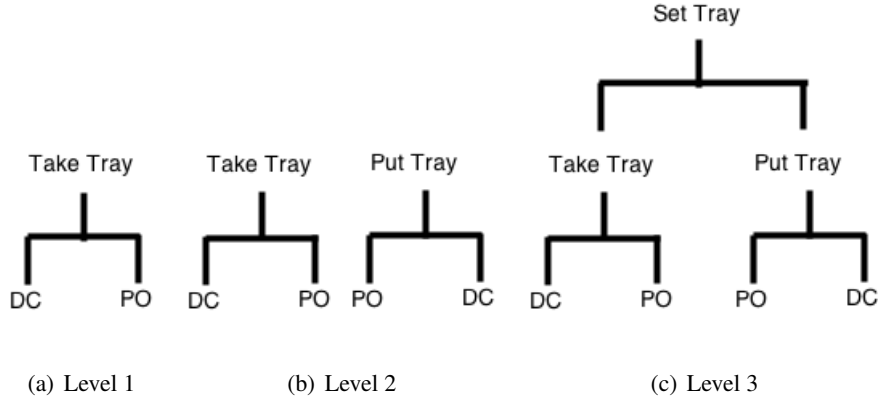 Set Tray
Take Tray Take Tray Put Tray Take Tray Put Tray
DC PO DC PO PO DC DC PO PO DC
(a) Level 1 (b) Level 2 (c) Level 3